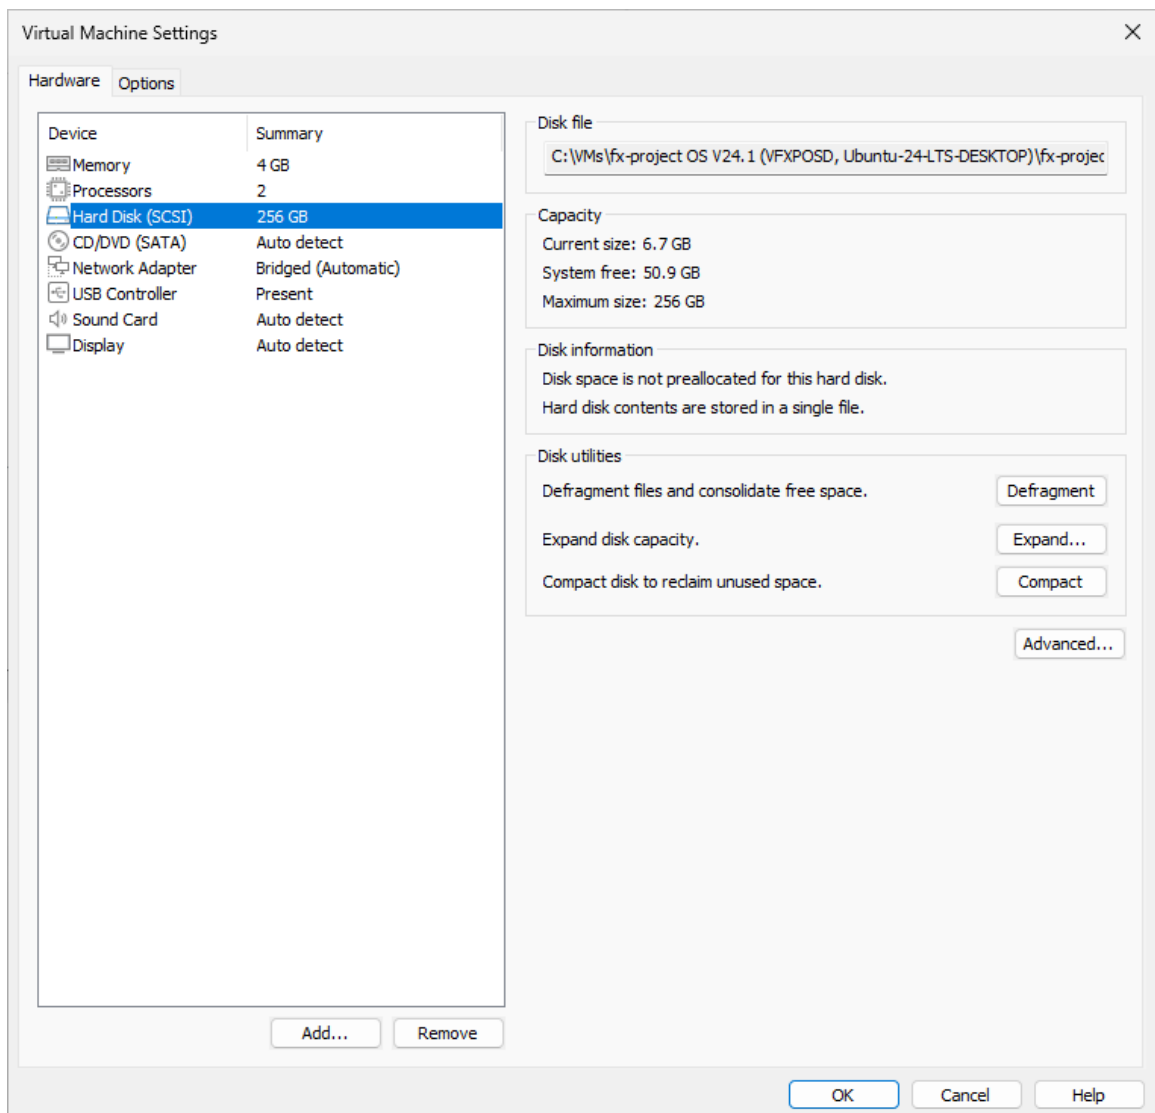 Virtual Machine Settings
Hardware Options
Device Summary
Memory 4 GB
Processors 2
Hard Disk (SCSI) 256 GB
CD/DVD (SATA) Auto detect
Network Adapter Bridged (Automatic)
USB Controller Present
Sound Card Auto detect
Display Auto detect
Add... Remove
Disk file
C:\VMs\fx-project OS V24.1 (VFXPOSD, Ubuntu-24-LTS-DESKTOP)\fx-projec
Capacity
Current size: 6.7 GB
System free: 50.9 GB
Maximum size: 256 GB
Disk information
Disk space is not preallocated for this hard disk.
Hard disk contents are stored in a single file.
Disk utilities
Defragment files and consolidate free space. Defragment
Expand disk capacity. Expand...
Compact disk to reclaim unused space. Compact
Advanced...
OK Cancel Help